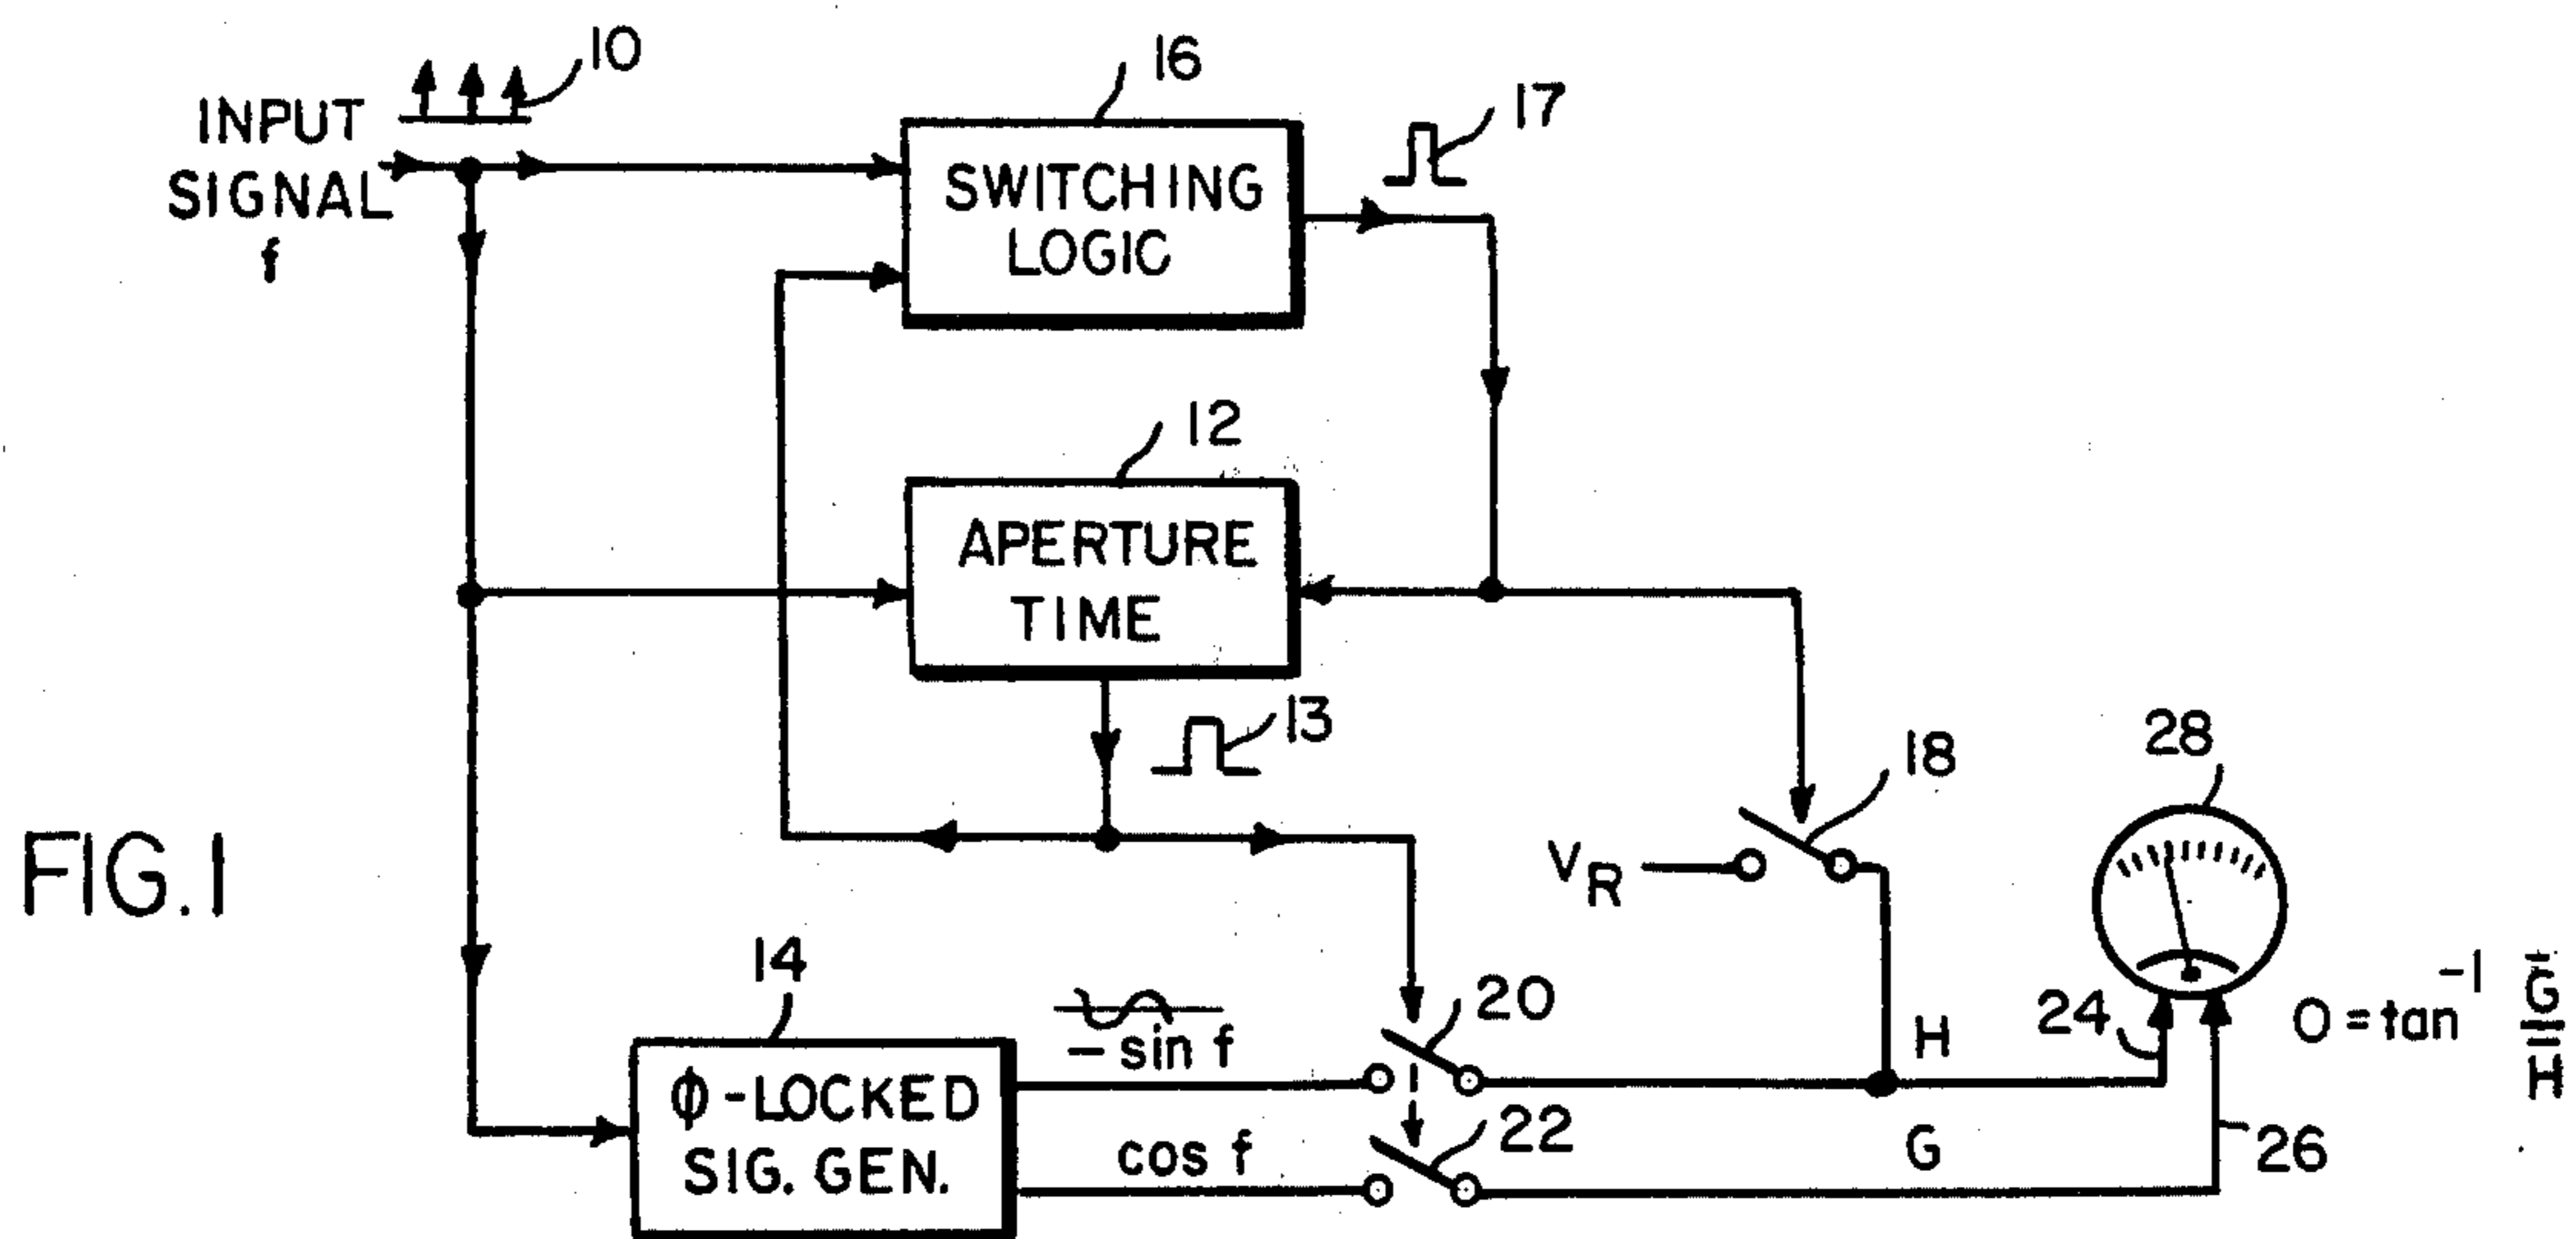 10
INPUT
SIGNAL
f
16
SWITCHING
LOGIC
17
12
APERTURE
TIME
13
18
V_R
28
FIG. 1
14
ϕ-LOCKED
SIG. GEN.
- sin f
cos f
20
22
H
G
24
26
O = tan⁻¹ G̅/H̅